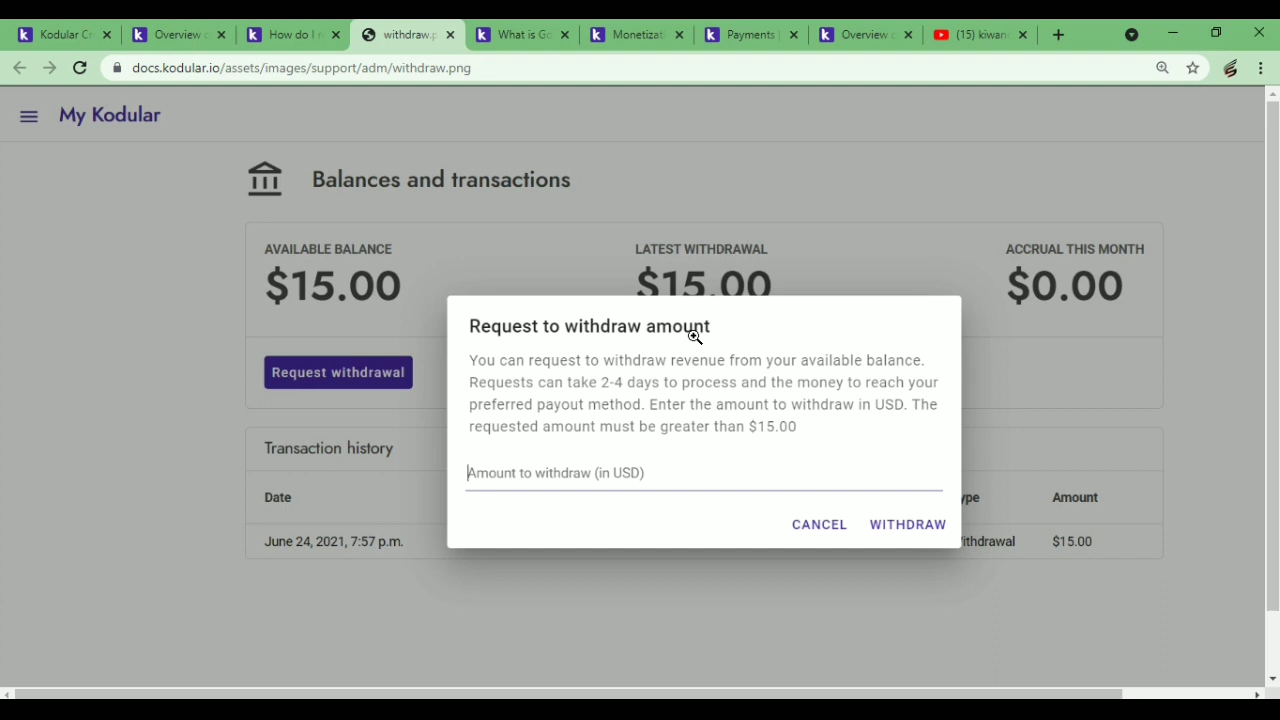 Kodular C
Overview
How do I
withdraw.p
What is Go
Monetizati
Payments
Overview
(15) kiwan
docs.kodular.io/assets/images/support/adm/withdraw.png
My Kodular
Balances and transactions
AVAILABLE BALANCE
LATEST WITHDRAWAL
ACCRUAL THIS MONTH
$15.00
$15.00
$0.00
Request withdrawal
Request to withdraw amount
You can request to withdraw revenue from your available balance.
Requests can take 2-4 days to process and the money to reach your
preferred payout method. Enter the amount to withdraw in USD. The
requested amount must be greater than $15.00
Amount to withdraw (in USD)
CANCEL WITHDRAW
Transaction history
Date
ype
Amount
June 24, 2021, 7:57 p.m.
ithdrawal
$15.00